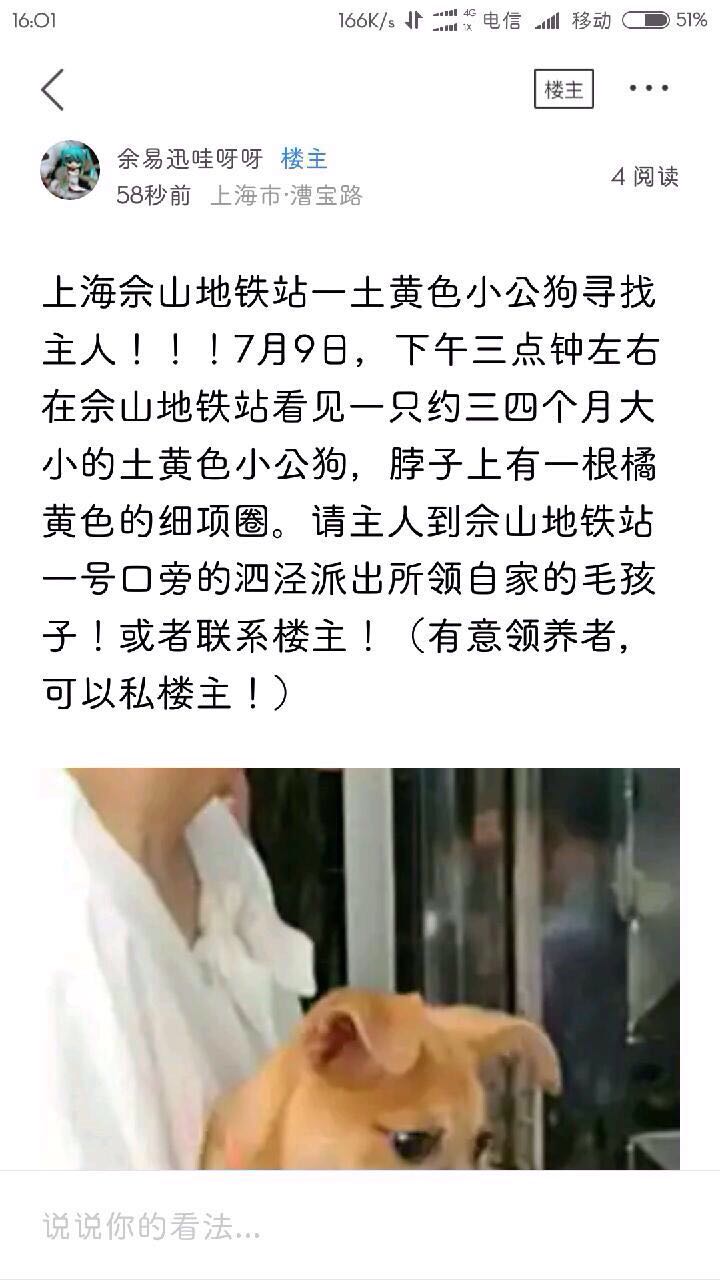 16:01 166K/s 4G 1X 电信 移动 51%
楼主
余易迅哇呀呀 楼主
58秒前 上海市·漕宝路
4 阅读
上海佘山地铁站一土黄色小公狗寻找
主人！！！7月9日，下午三点钟左右
在佘山地铁站看见一只约三四个月大
小的土黄色小公狗，脖子上有一根橘
黄色的细项圈。请主人到佘山地铁站
一号口旁的泗泾派出所领自家的毛孩
子！或者联系楼主！（有意领养者，
可以私楼主！）
说说你的看法...